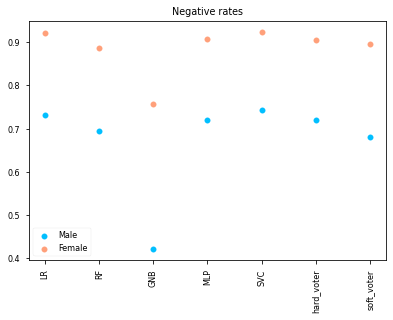 Negative rates
0.9
0.8
0.7
0.6
0.5
0.4
Male
Female
LR
RF
GNB
MLP
SVC
hard_voter
soft_voter